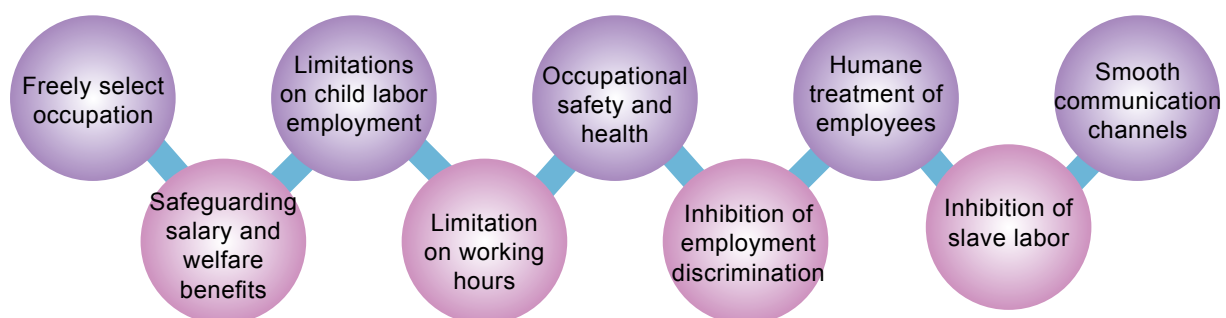 Freely select
occupation
Safeguarding
salary and
welfare
benefits
Limitations
on child labor
employment
Limitation
on working
hours
Occupational
safety and
health
Inhibition of
employment
discrimination
Humane
treatment of
employees
Inhibition of
slave labor
Smooth
communication
channels